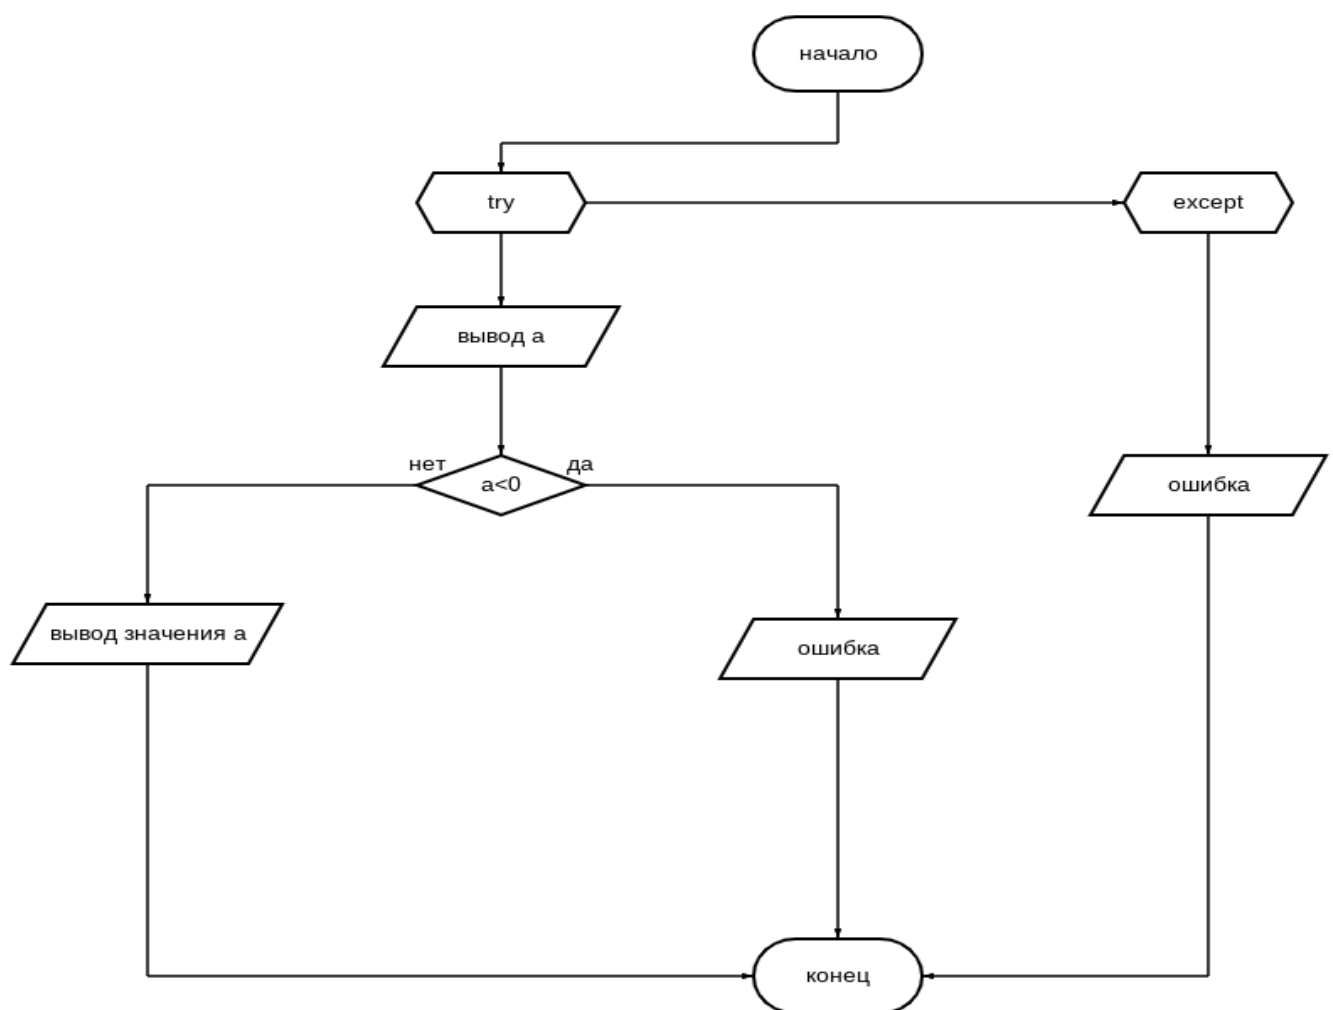 начало
try
except
вывод a
нет
да
a<0
ошибка
вывод значения a
ошибка
конец